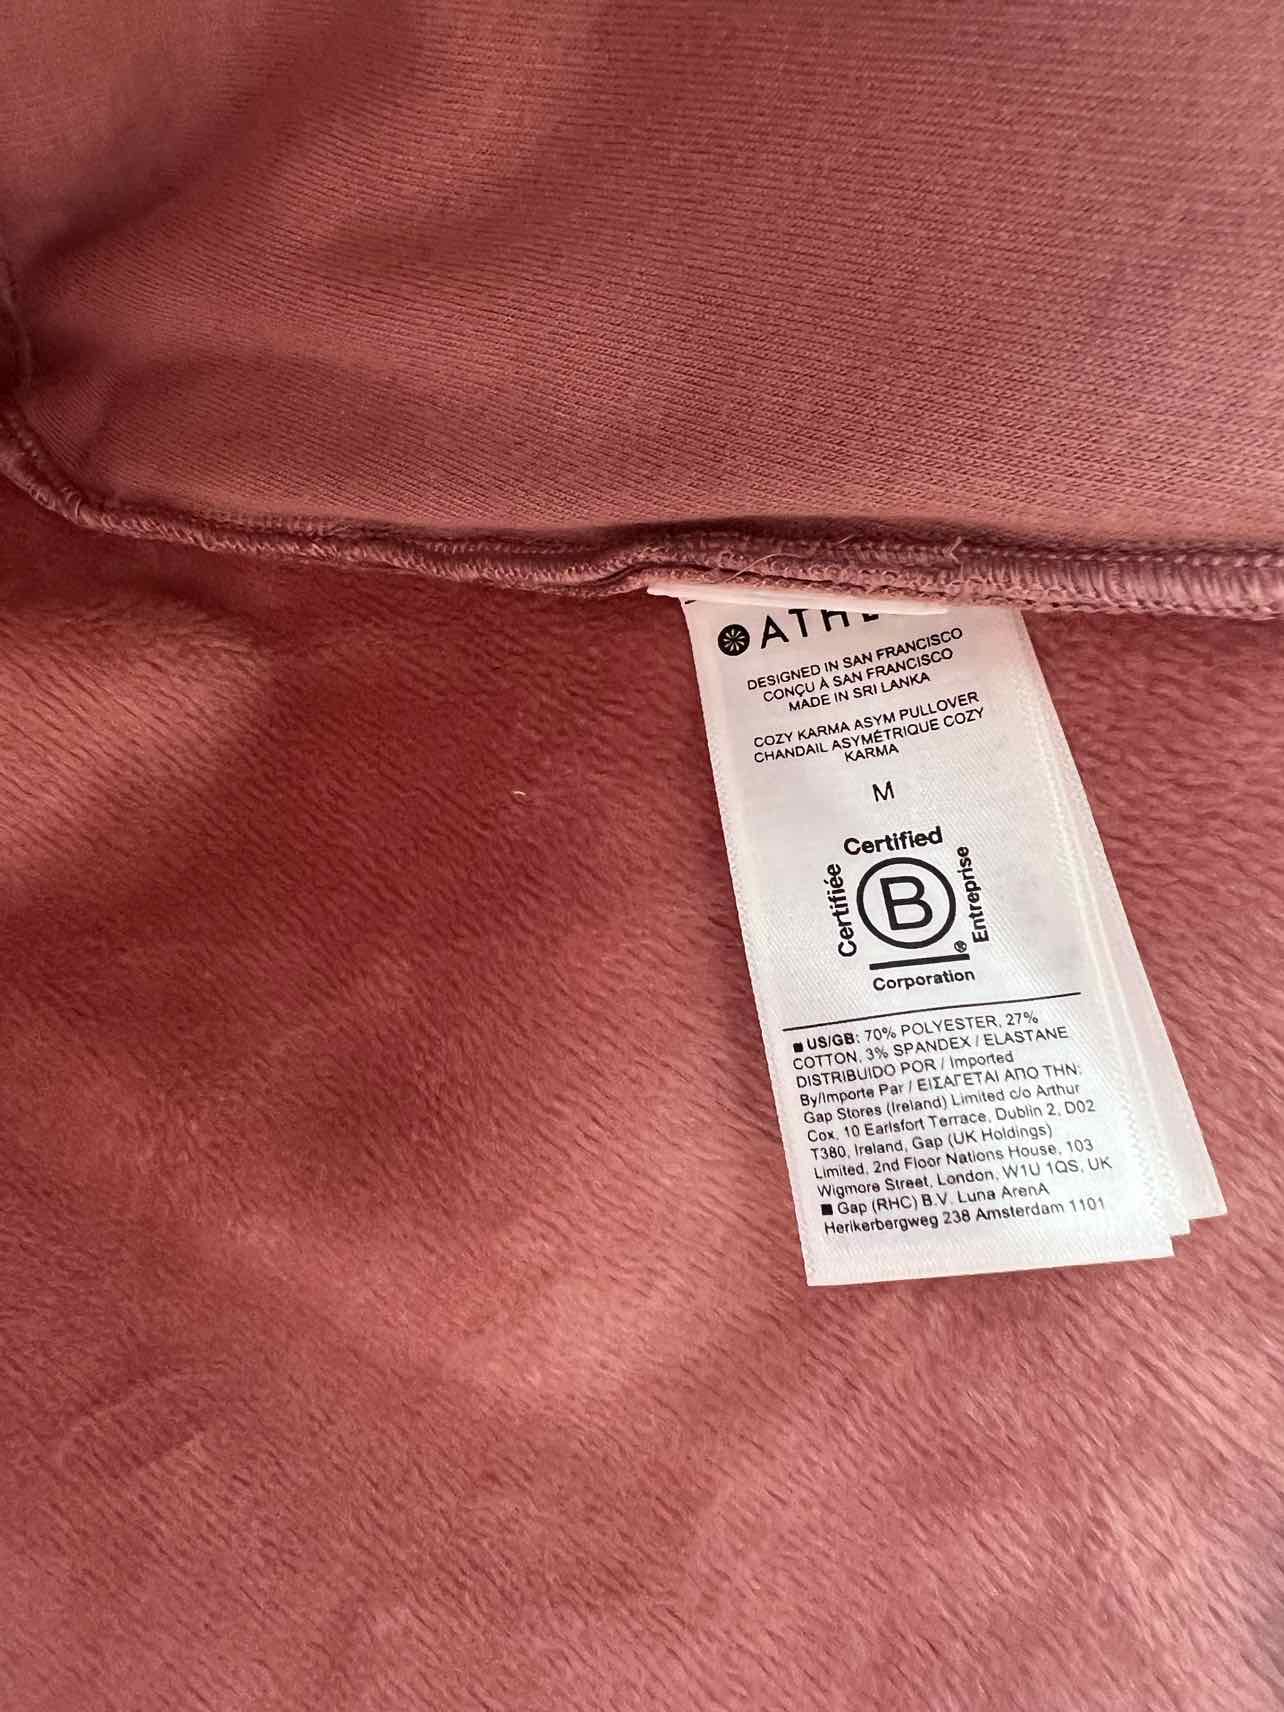 ATHL
DESIGNED IN SAN FRANCISCO
CONÇU À SAN FRANCISCO
MADE IN SRI LANKA
COZY KARMA ASYM PULLOVER
CHANDAIL ASYMÉTRIQUE COZY
KARMA
M
Certified
Certifiée
B
Entreprise
®
Corporation
■ US/GB: 70% POLYESTER, 27%
COTTON, 3% SPANDEX / ELASTANE
DISTRIBUIDO POR / Imported
By/Importe Par / ΕΙΣΑΓΕΤΑΙ ΑΠΟ ΤΗΝ:
Gap Stores (Ireland) Limited c/o Arthur
Cox, 10 Earlsfort Terrace, Dublin 2, D02
T380, Ireland, Gap (UK Holdings)
Limited, 2nd Floor Nations House, 103
Wigmore Street, London, W1U 1QS, UK
■ Gap (RHC) B.V. Luna ArenA
Herikerbergweg 238 Amsterdam 1101